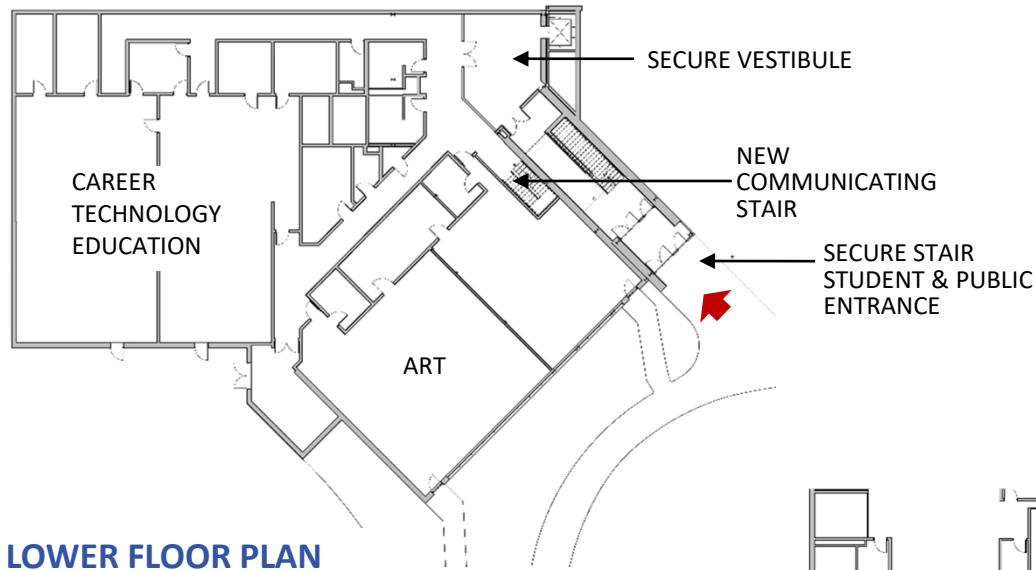 SECURE VESTIBULE
NEW
COMMUNICATING
STAIR
CAREER
TECHNOLOGY
EDUCATION
SECURE STAIR
STUDENT & PUBLIC
ENTRANCE
ART
LOWER FLOOR PLAN